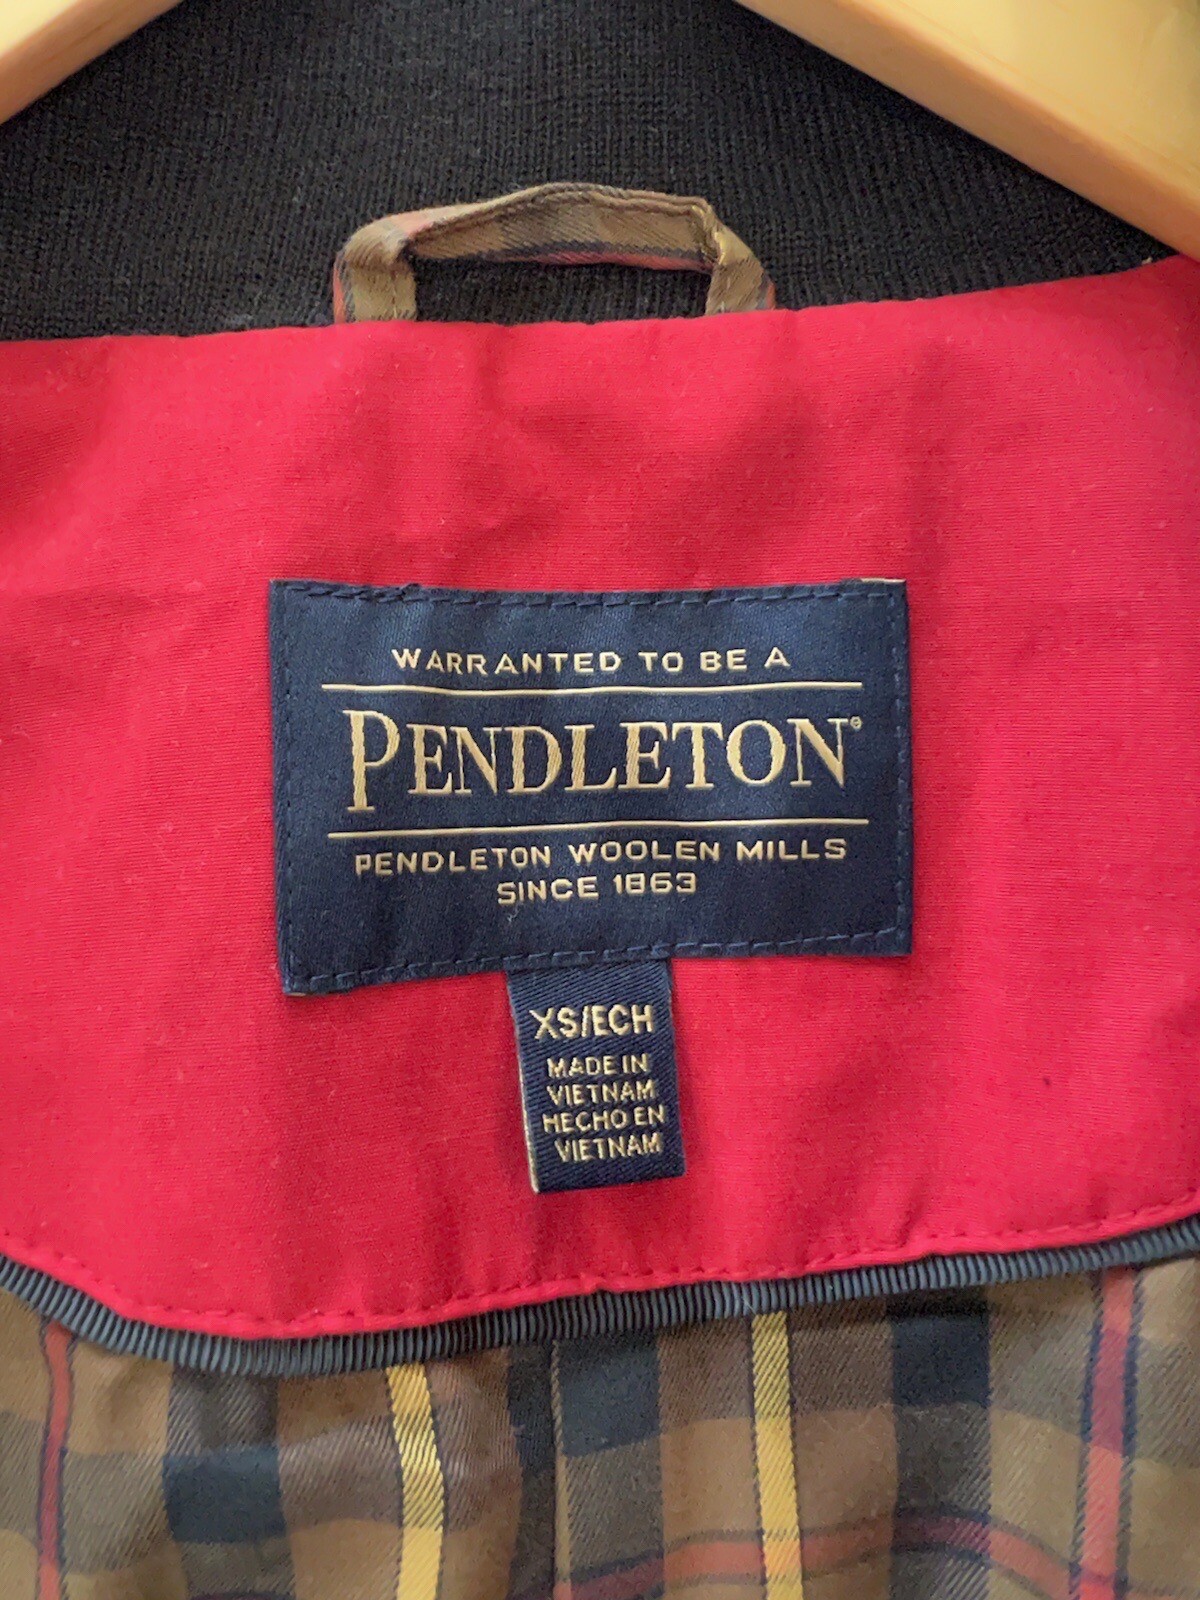 WARRANTED TO BE A
PENDLETON®
PENDLETON WOOLEN MILLS
SINCE 1863
XS/ECH
MADE IN
VIETNAM
HECHO EN
VIETNAM